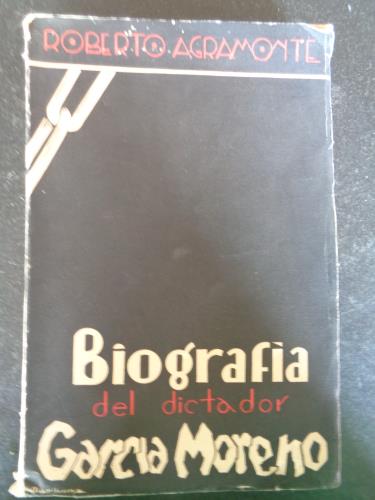 ROBERTO AGRAMONTE
Biografía
del dictador
García Moreno